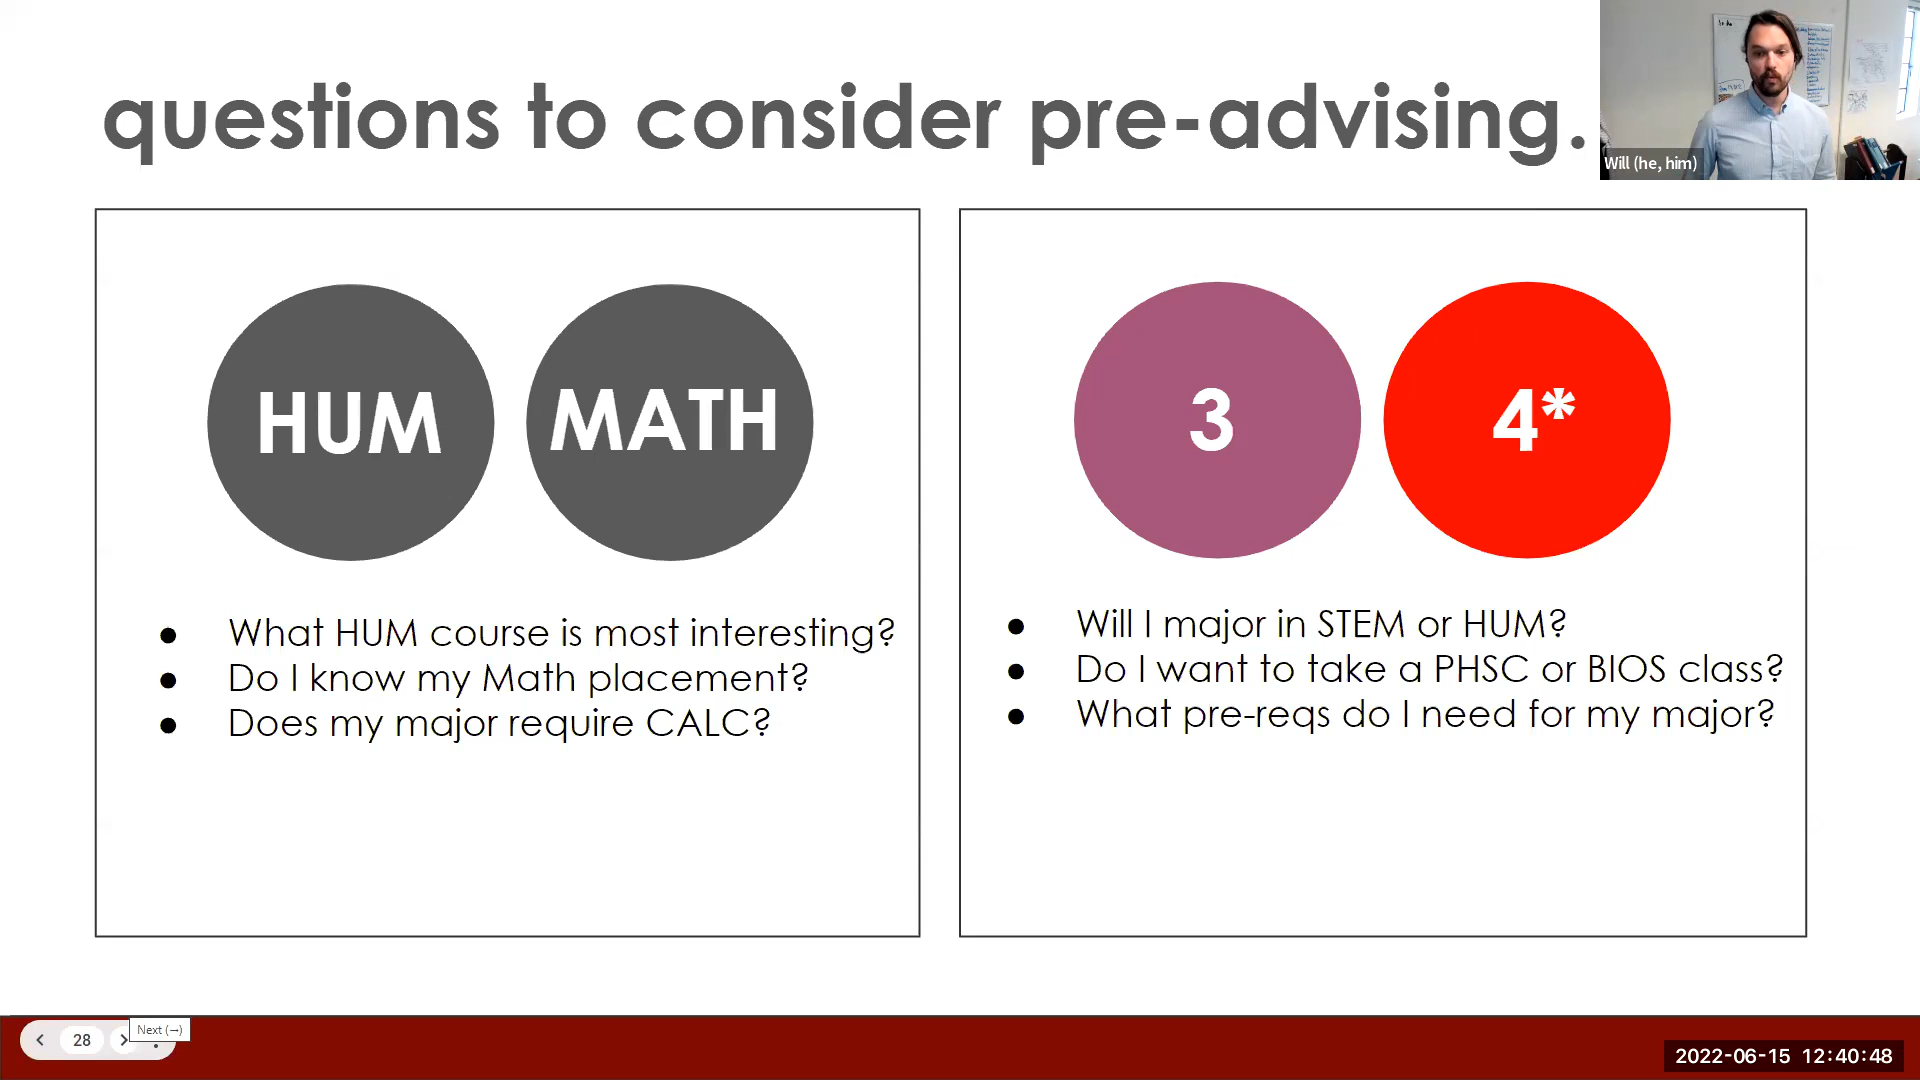 questions to consider pre-advising.
Will (he, him)
HUM
MATH
● What HUM course is most interesting?
● Do I know my Math placement?
● Does my major require CALC?
3
4*
● Will I major in STEM or HUM?
● Do I want to take a PHSC or BIOS class?
● What pre-reqs do I need for my major?
28
Next (→)
2022-06-15 12:40:48